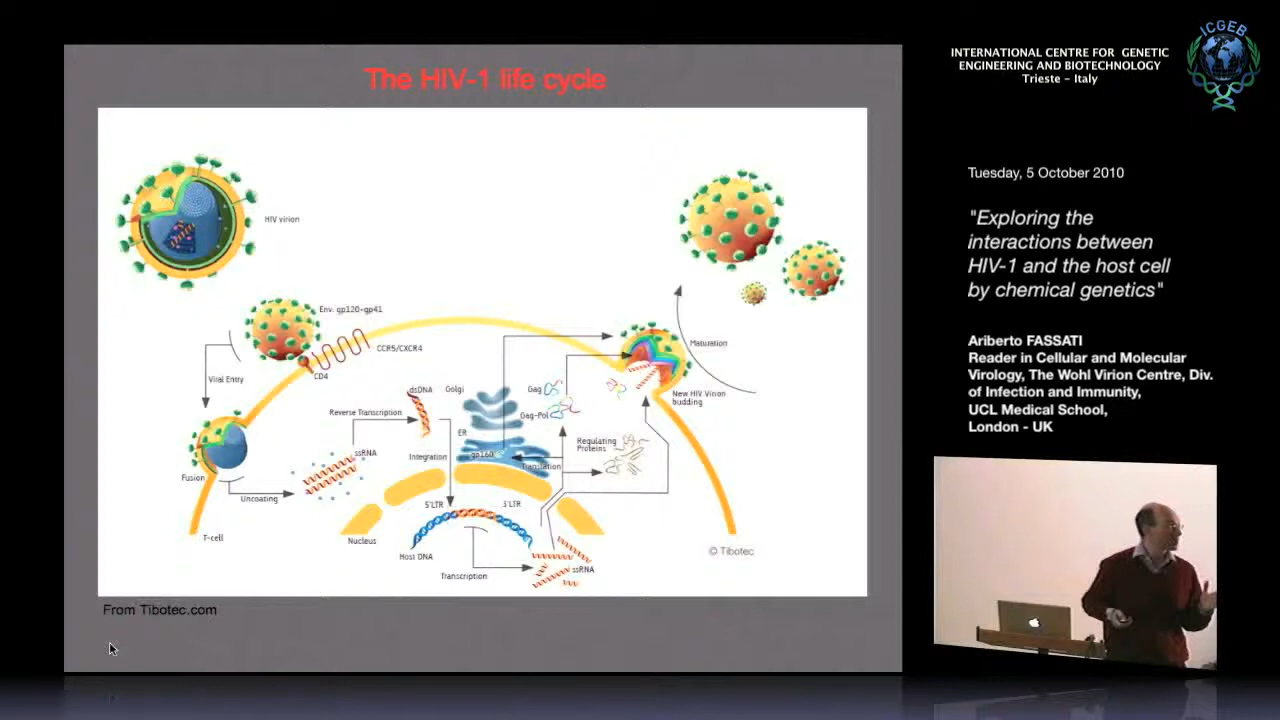 The HIV-1 life cycle
HIV virion
Env: gp120-gp41
CCR5/CXCR4
CD4
Viral Entry
Maturation
dsDNA
Golgi
Gag
New HIV Virion
budding
Reverse Transcription
Gag-Pol
ER
Regulating
Proteins
ssRNA
Integration
gp160
Translation
Fusion
Uncoating
5'LTR
3'LTR
T-cell
Nucleus
Host DNA
Transcription
ssRNA
© Tibotec
From Tibotec.com
ICGEB
INTERNATIONAL CENTRE FOR GENETIC
ENGINEERING AND BIOTECHNOLOGY
Trieste - Italy
Tuesday, 5 October 2010
"Exploring the
interactions between
HIV-1 and the host cell
by chemical genetics"
Ariberto FASSATI
Reader in Cellular and Molecular
Virology, The Wohl Virion Centre, Div.
of Infection and Immunity,
UCL Medical School,
London - UK